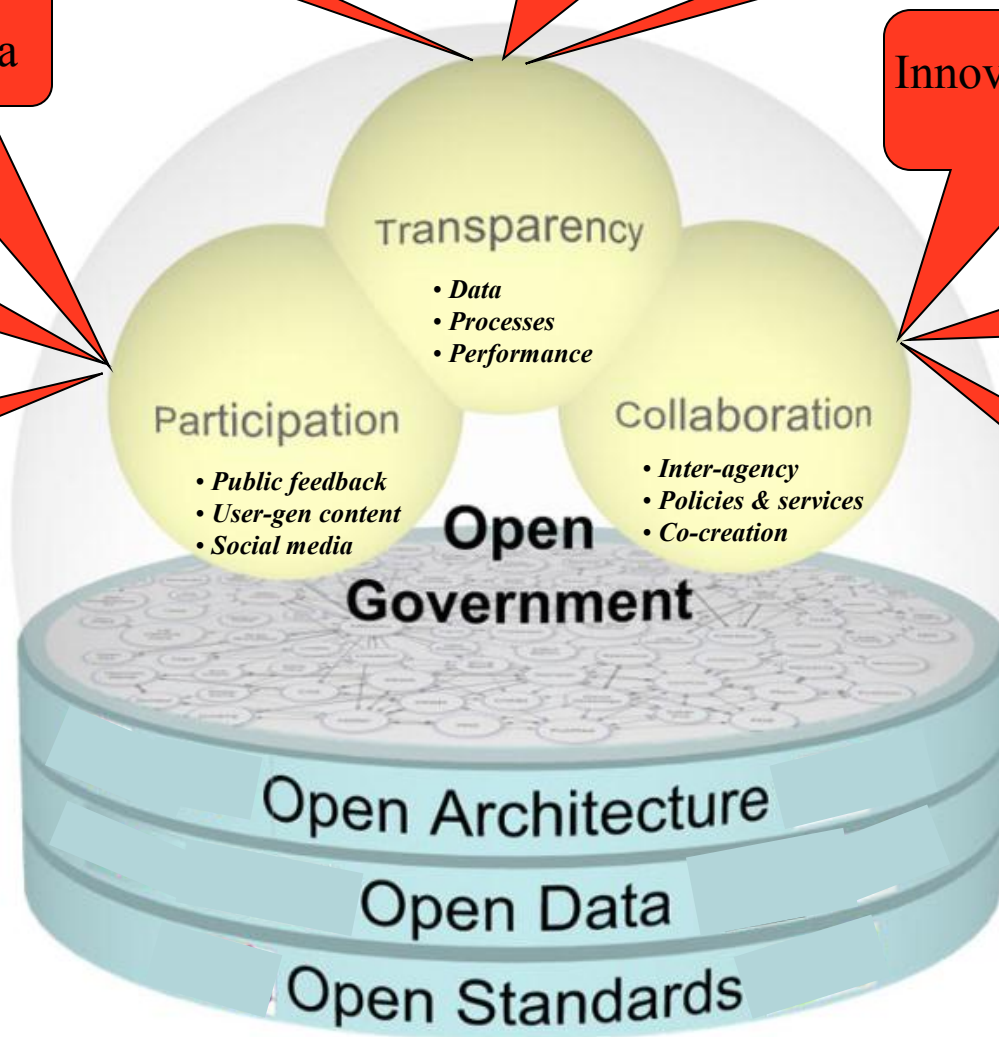 Transparency
• Data
• Processes
• Performance
Participation
• Public feedback
• User-gen content
• Social media
Collaboration
• Inter-agency
• Policies & services
• Co-creation
Open
Government
Open Architecture
Open Data
Open Standards